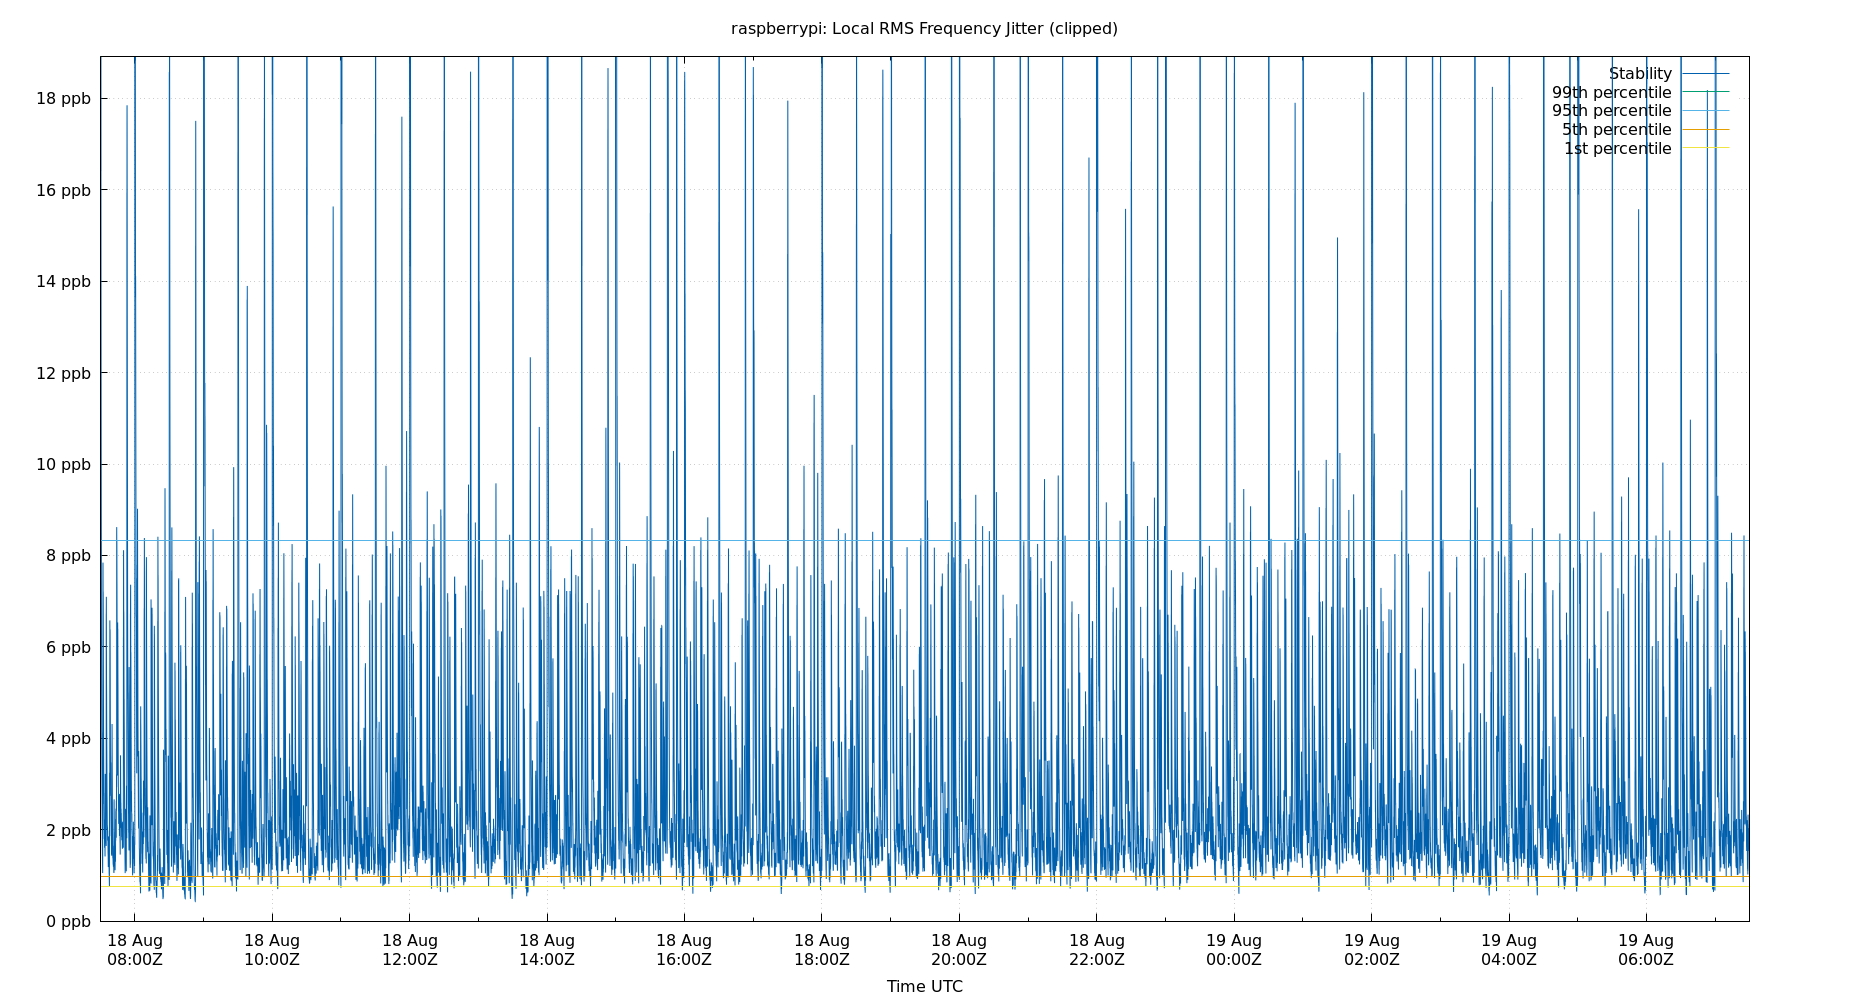 raspberrypi: Local RMS Frequency Jitter (clipped)
Stability
99th percentile
95th percentile
5th percentile
1st percentile
18 ppb
16 ppb
14 ppb
12 ppb
10 ppb
8 ppb
6 ppb
4 ppb
2 ppb
0 ppb
18 Aug 18 Aug 18 Aug 18 Aug 18 Aug 18 Aug 18 Aug 18 Aug 19 Aug 19 Aug 19 Aug 19 Aug
08:00Z 10:00Z 12:00Z 14:00Z 16:00Z 18:00Z 20:00Z 22:00Z 00:00Z 02:00Z 04:00Z 06:00Z
Time UTC